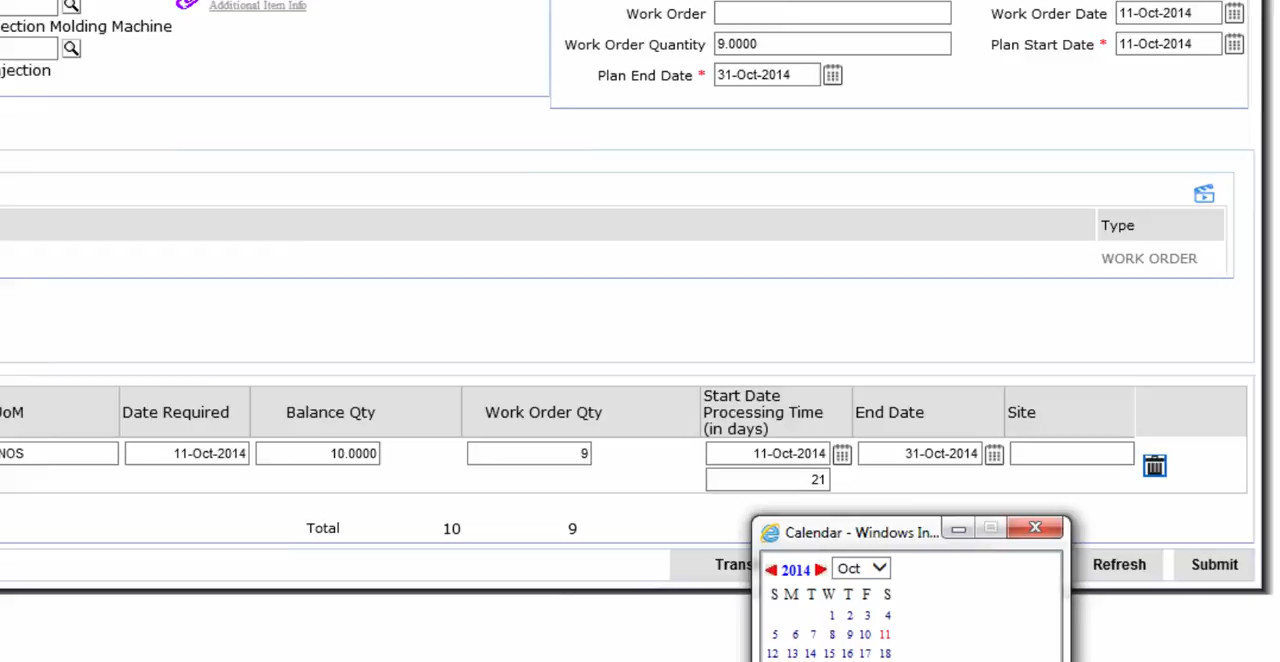 Additional Item Info
ection Molding Machine
jection
Work Order
Work Order Date 11-Oct-2014
Work Order Quantity 9.0000
Plan Start Date * 11-Oct-2014
Plan End Date * 31-Oct-2014
Type
WORK ORDER
UoM Date Required Balance Qty Work Order Qty Start Date End Date Site
Processing Time
(in days)
NOS 11-Oct-2014 10.0000 9 11-Oct-2014 31-Oct-2014
21
Total 10 9
Trans Refresh Submit
Calendar - Windows In...
2014 Oct
S M T W T F S
1 2 3 4
5 6 7 8 9 10 11
12 13 14 15 16 17 18